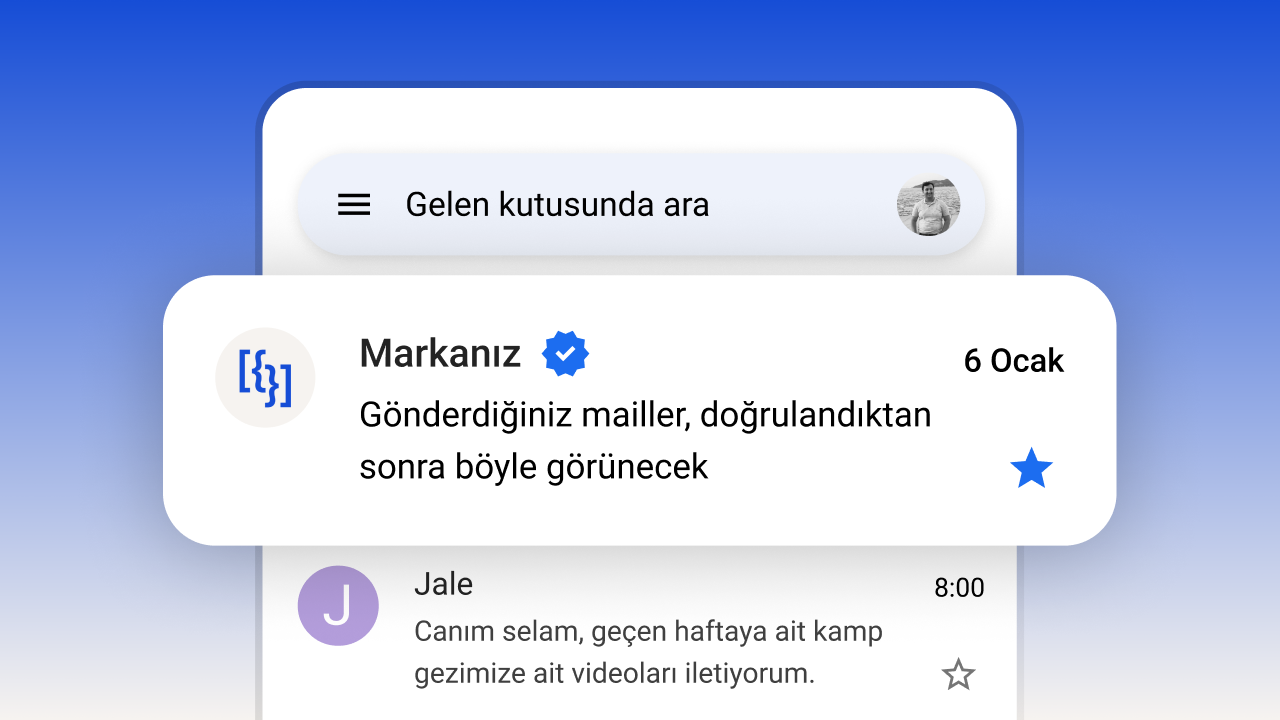 Gelen kutusunda ara
[{}]
Markanız
6 Ocak
Gönderdiğiniz mailler, doğrulandıktan
sonra böyle görünecek
J
Jale
8:00
Canım selam, geçen haftaya ait kamp
gezimize ait videoları iletiyorum.